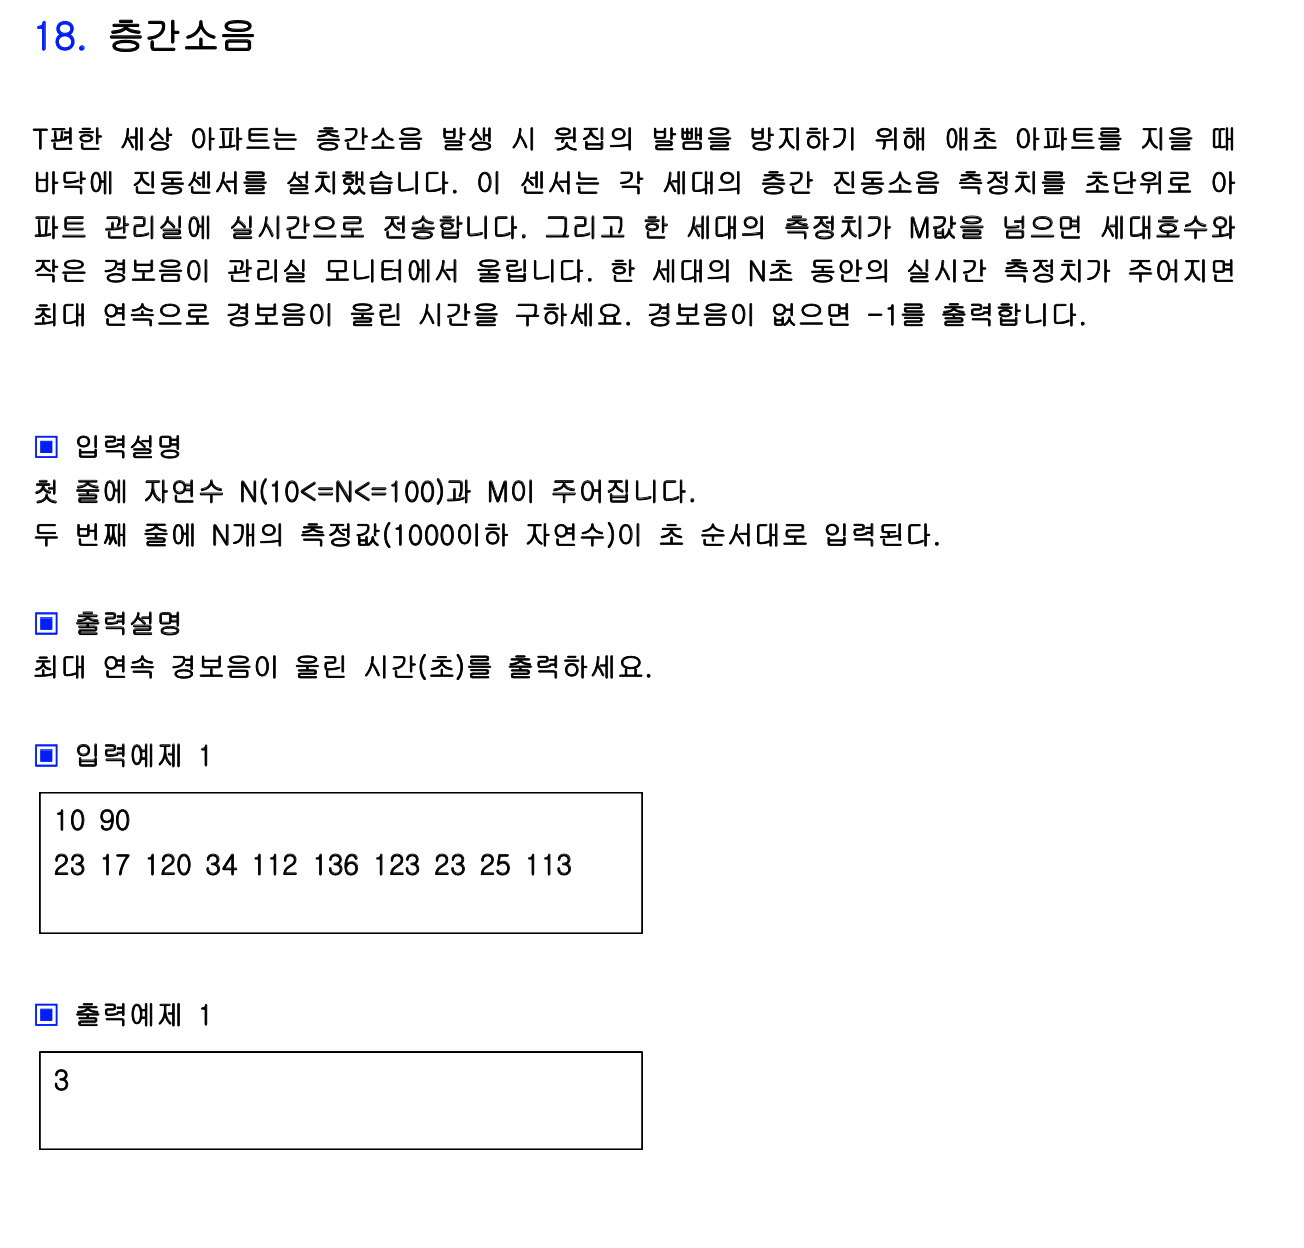 18. 층간소음
T편한 세상 아파트는 층간소음 발생 시 윗집의 발뺌을 방지하기 위해 애초 아파트를 지을 때
바닥에 진동센서를 설치했습니다. 이 센서는 각 세대의 층간 진동소음 측정치를 초단위로 아
파트 관리실에 실시간으로 전송합니다. 그리고 한 세대의 측정치가 M값을 넘으면 세대호수와
작은 경보음이 관리실 모니터에서 울립니다. 한 세대의 N초 동안의 실시간 측정치가 주어지면
최대 연속으로 경보음이 울린 시간을 구하세요. 경보음이 없으면 -1를 출력합니다.
▣ 입력설명
첫 줄에 자연수 N(10<=N<=100)과 M이 주어집니다.
두 번째 줄에 N개의 측정값(1000이하 자연수)이 초 순서대로 입력된다.
▣ 출력설명
최대 연속 경보음이 울린 시간(초)를 출력하세요.
▣ 입력예제 1
10 90
23 17 120 34 112 136 123 23 25 113
▣ 출력예제 1
3